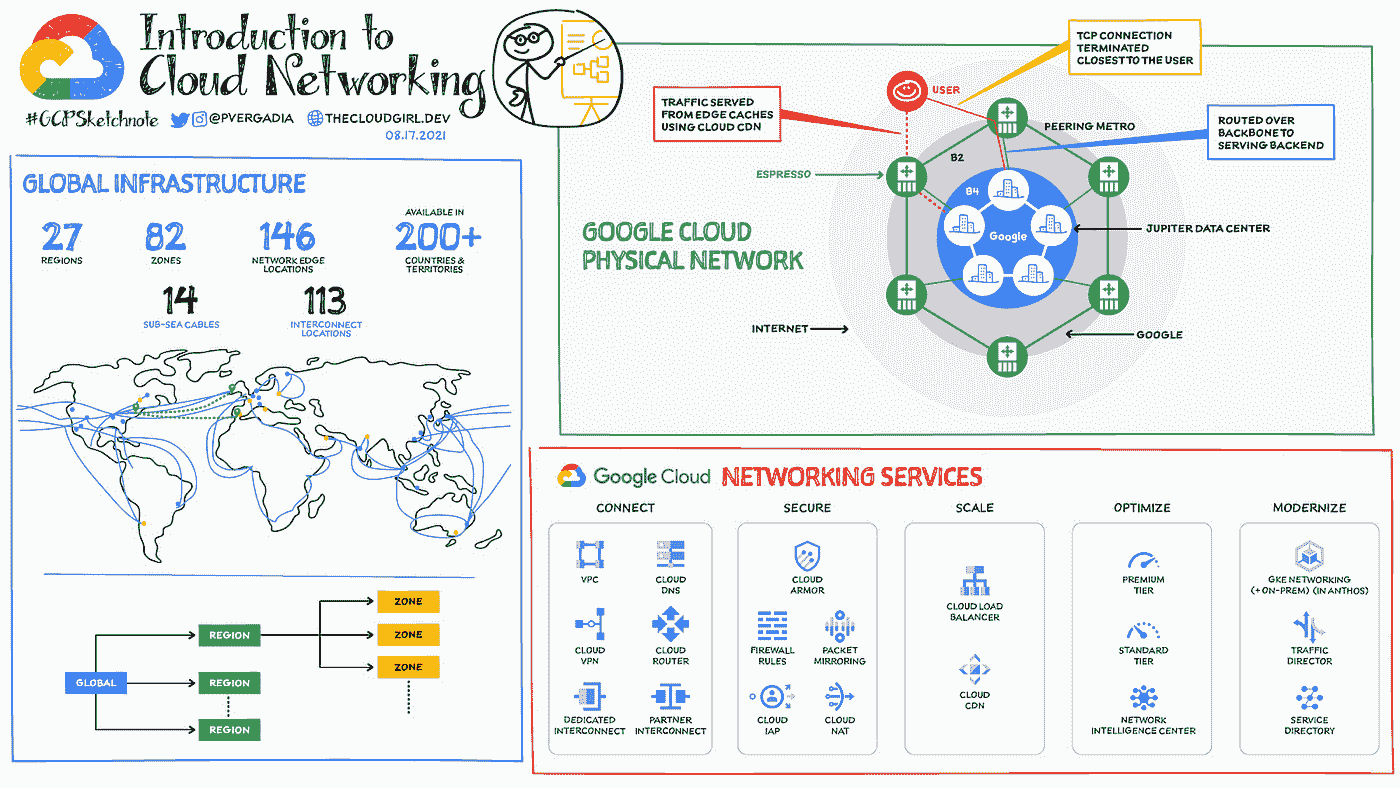 Introduction to
Cloud Networking
#GCPSketchnote
@PVERGADIA
THECLOUDGIRL.DEV
08.17.2021
GLOBAL INFRASTRUCTURE
27
REGIONS
82
ZONES
146
NETWORK EDGE
LOCATIONS
AVAILABLE IN
200+
COUNTRIES &
TERRITORIES
14
SUB-SEA CABLES
113
INTERCONNECT
LOCATIONS
GLOBAL
REGION
REGION
REGION
ZONE
ZONE
ZONE
GOOGLE CLOUD
PHYSICAL NETWORK
TRAFFIC SERVED
FROM EDGE CACHES
USING CLOUD CDN
USER
TCP CONNECTION
TERMINATED
CLOSEST TO THE USER
PEERING METRO
ROUTED OVER
BACKBONE TO
SERVING BACKEND
B2
ESPRESSO
B4
Google
JUPITER DATA CENTER
INTERNET
GOOGLE
Google Cloud NETWORKING SERVICES
CONNECT
VPC
CLOUD
DNS
CLOUD
VPN
CLOUD
ROUTER
DEDICATED
INTERCONNECT
PARTNER
INTERCONNECT
SECURE
CLOUD
ARMOR
FIREWALL
RULES
PACKET
MIRRORING
CLOUD
IAP
CLOUD
NAT
SCALE
CLOUD LOAD
BALANCER
CLOUD
CDN
OPTIMIZE
PREMIUM
TIER
STANDARD
TIER
NETWORK
INTELLIGENCE CENTER
MODERNIZE
GKE NETWORKING
(+ ON-PREM) (IN ANTHOS)
TRAFFIC
DIRECTOR
SERVICE
DIRECTORY